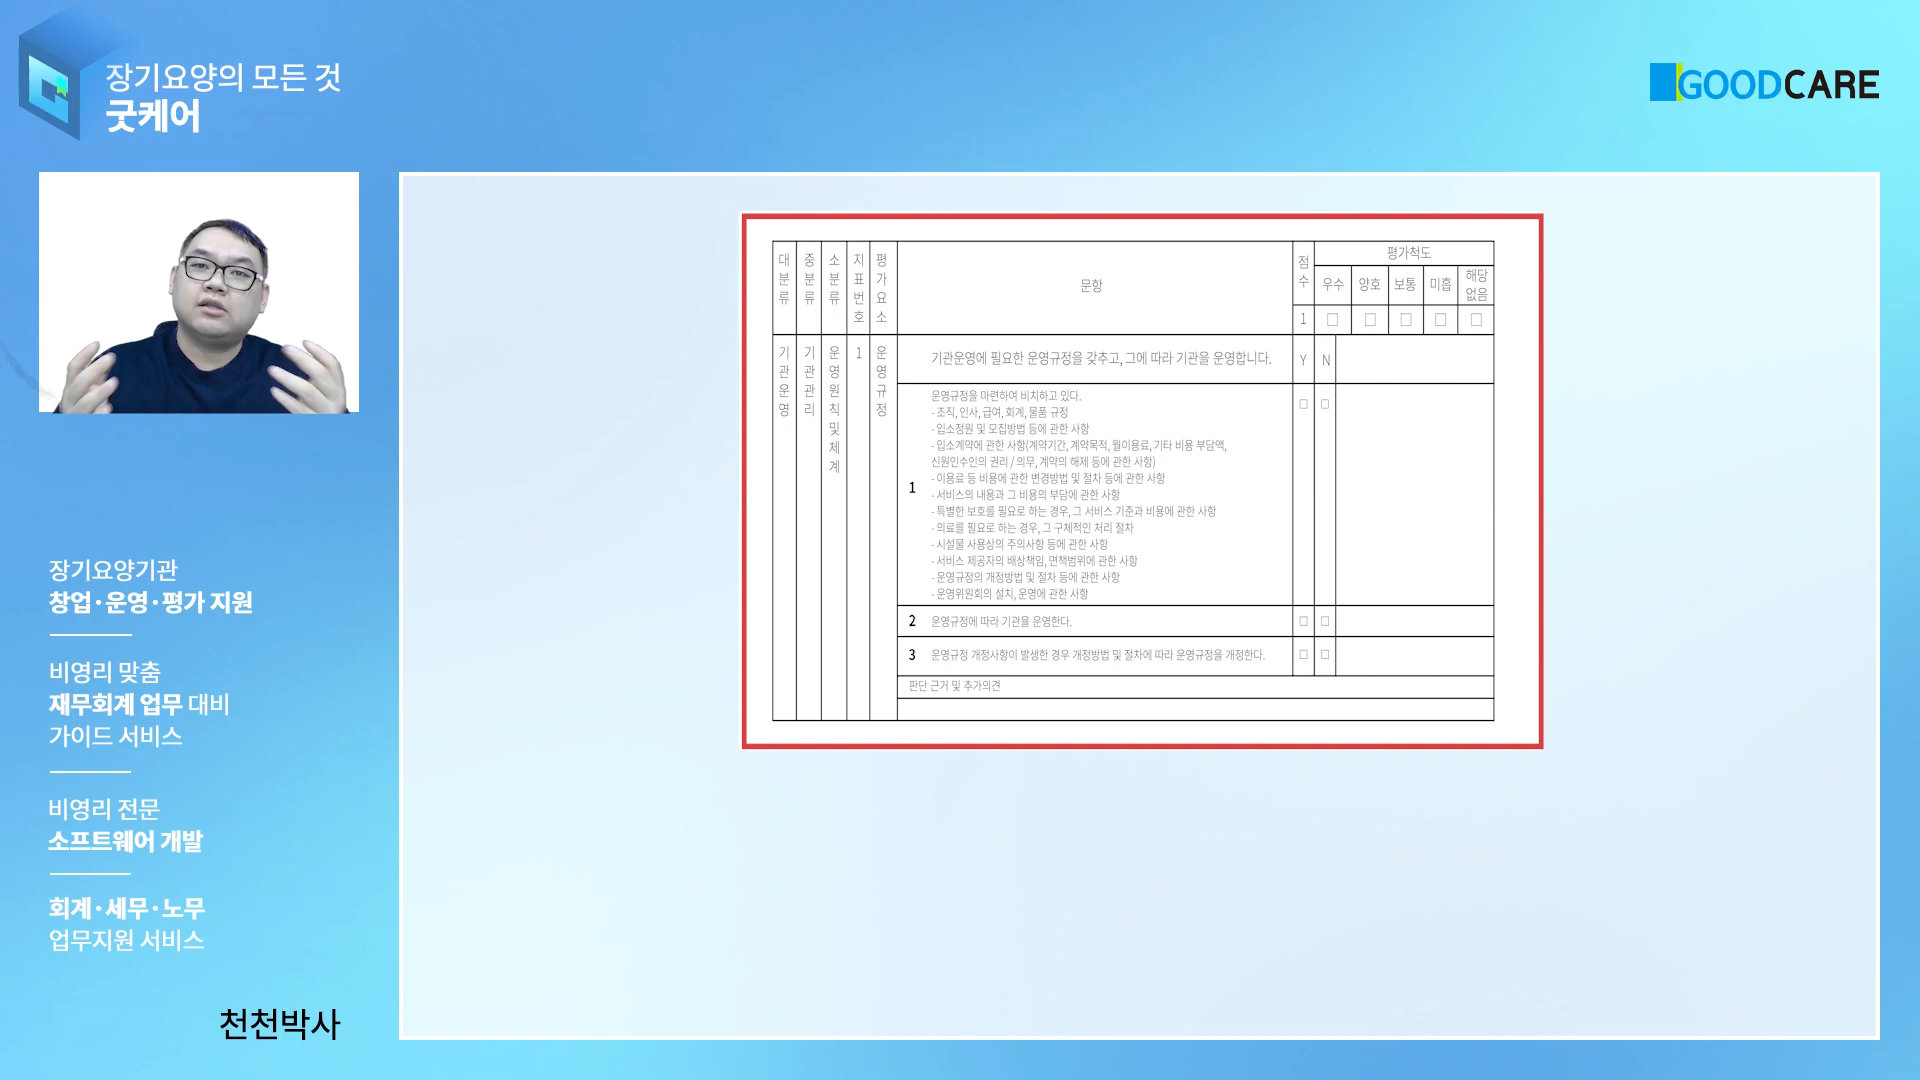 장기요양의 모든 것
굿케어
GOODCARE
장기요양기관
창업·운영·평가 지원
비영리 맞춤
재무회계 업무 대비
가이드 서비스
비영리 전문
소프트웨어 개발
회계·세무·노무
업무지원 서비스
천천박사
대분류 중분류 소분류 지표번호 평가요소 문항 점수 평가척도
우수 양호 보통 미흡 해당없음
1 □ □ □ □ □
기관운영 기관관리 운영원칙및체계 1 운영규정 기관운영에 필요한 운영규정을 갖추고, 그에 따라 기관을 운영합니다. Y N
1 운영규정을 마련하여 비치하고 있다. □ □
- 조직, 인사, 급여, 회계, 물품 규정
- 입소정원 및 모집방법 등에 관한 사항
- 입소계약에 관한 사항(계약기간, 계약목적, 월이용료, 기타 비용 부담액,
신원인수인의 권리 / 의무, 계약의 해제 등에 관한 사항)
- 이용료 등 비용에 관한 변경방법 및 절차 등에 관한 사항
- 서비스의 내용과 그 비용의 부담에 관한 사항
- 특별한 보호를 필요로 하는 경우, 그 서비스 기준과 비용에 관한 사항
- 의료를 필요로 하는 경우, 그 구체적인 처리 절차
- 시설물 사용상의 주의사항 등에 관한 사항
- 서비스 제공자의 배상책임, 면책범위에 관한 사항
- 운영규정의 개정방법 및 절차 등에 관한 사항
- 운영위원회의 설치, 운영에 관한 사항
2 운영규정에 따라 기관을 운영한다. □ □
3 운영규정 개정사항이 발생한 경우 개정방법 및 절차에 따라 운영규정을 개정한다. □ □
판단 근거 및 추가의견